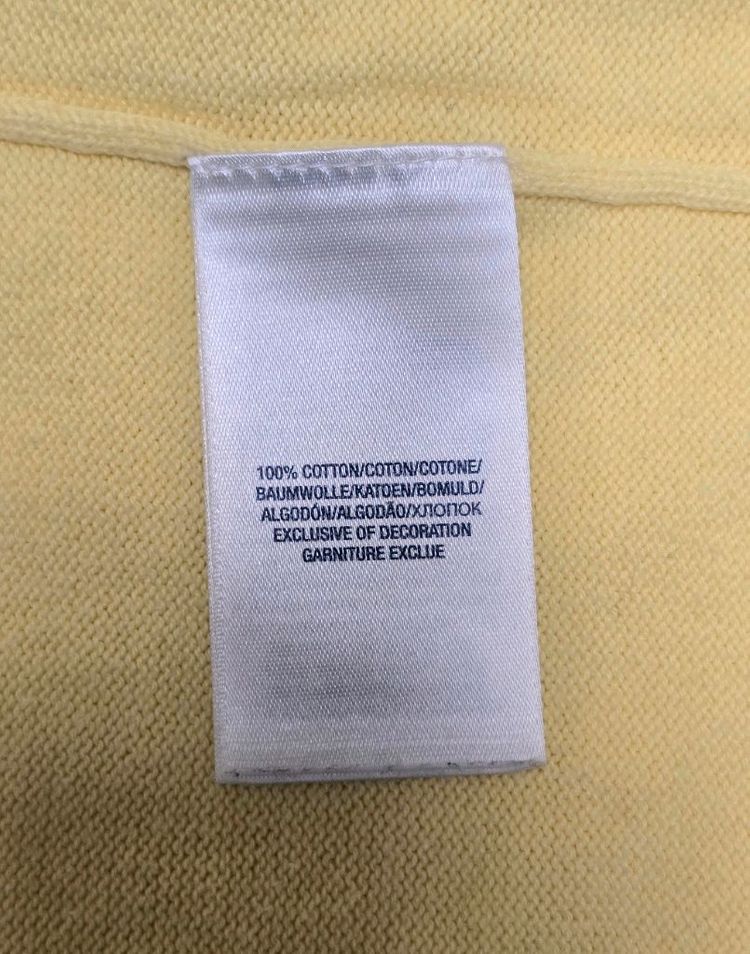 100% COTTON/COTON/COTONE/
BAUMWOLLE/KATOEN/BOMULD/
ALGODÓN/ALGODÃO/ХЛОПОК
EXCLUSIVE OF DECORATION
GARNITURE EXCLUE